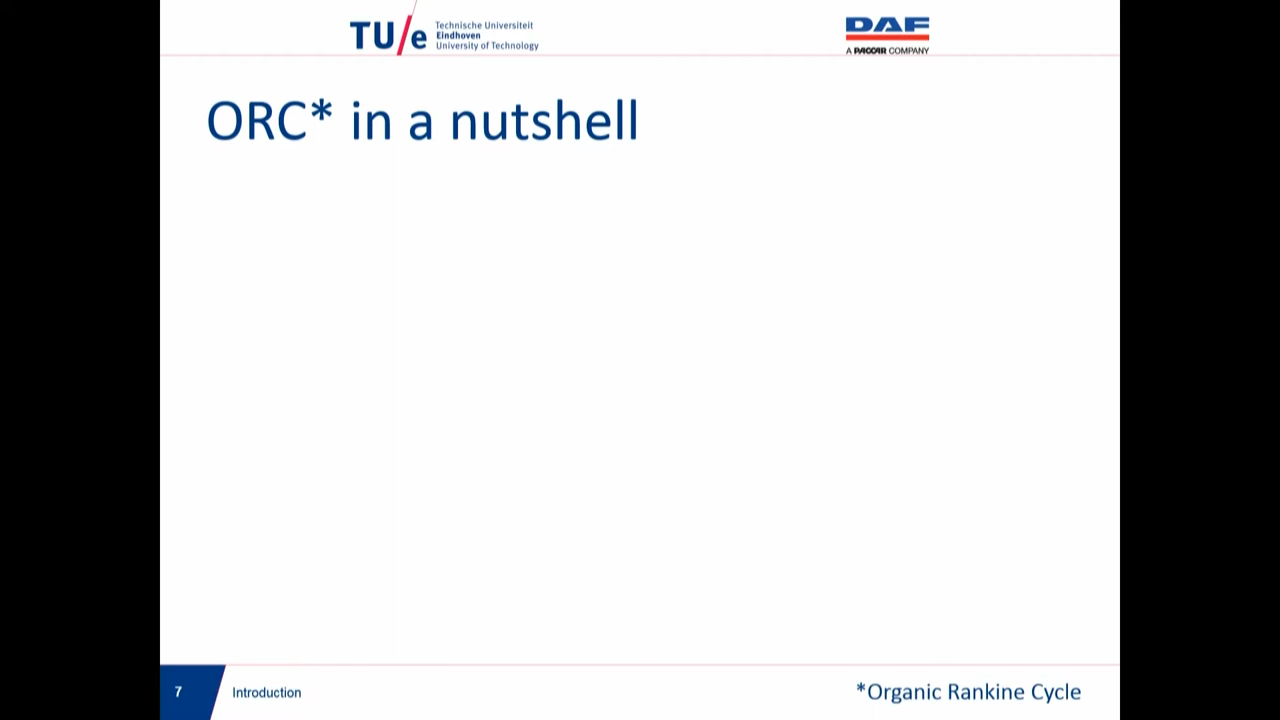 TU/e
Technische Universiteit
Eindhoven
University of Technology
DAF
A PACCAR COMPANY
ORC* in a nutshell
7
Introduction
*Organic Rankine Cycle